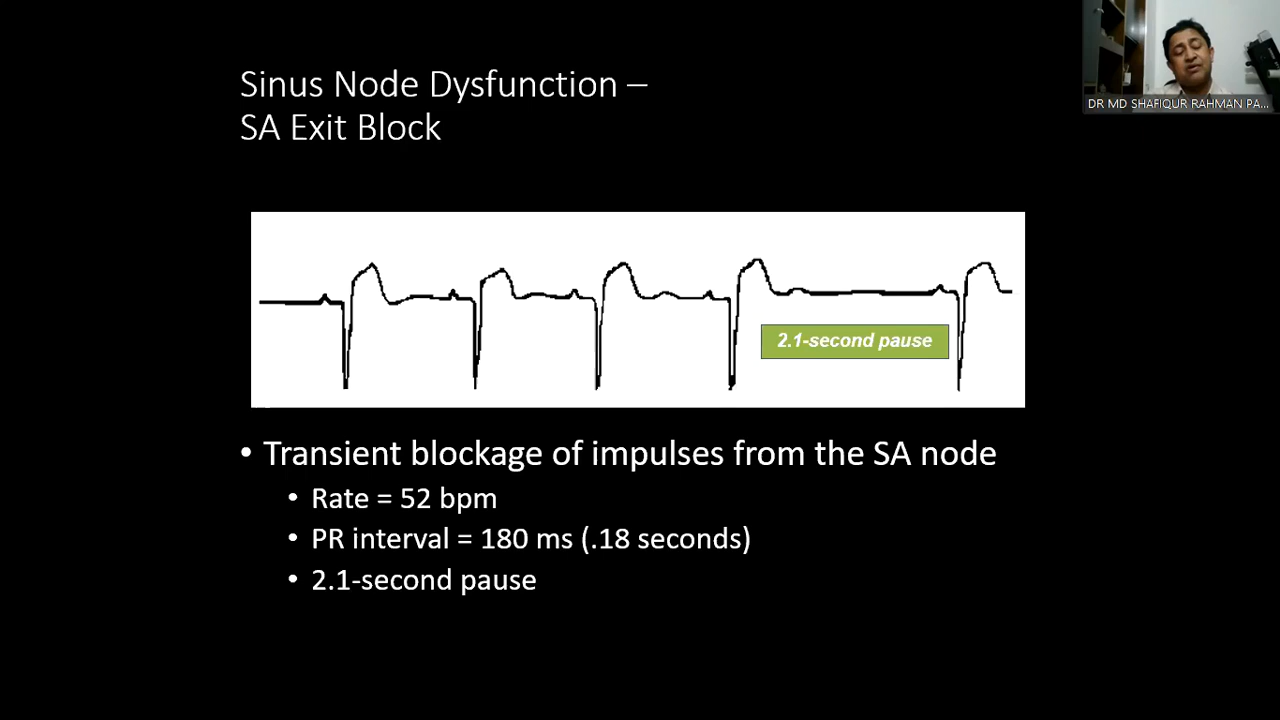 Sinus Node Dysfunction –
SA Exit Block
DR MD SHAFIQUR RAHMAN PA...
2.1-second pause
• Transient blockage of impulses from the SA node
• Rate = 52 bpm
• PR interval = 180 ms (.18 seconds)
• 2.1-second pause